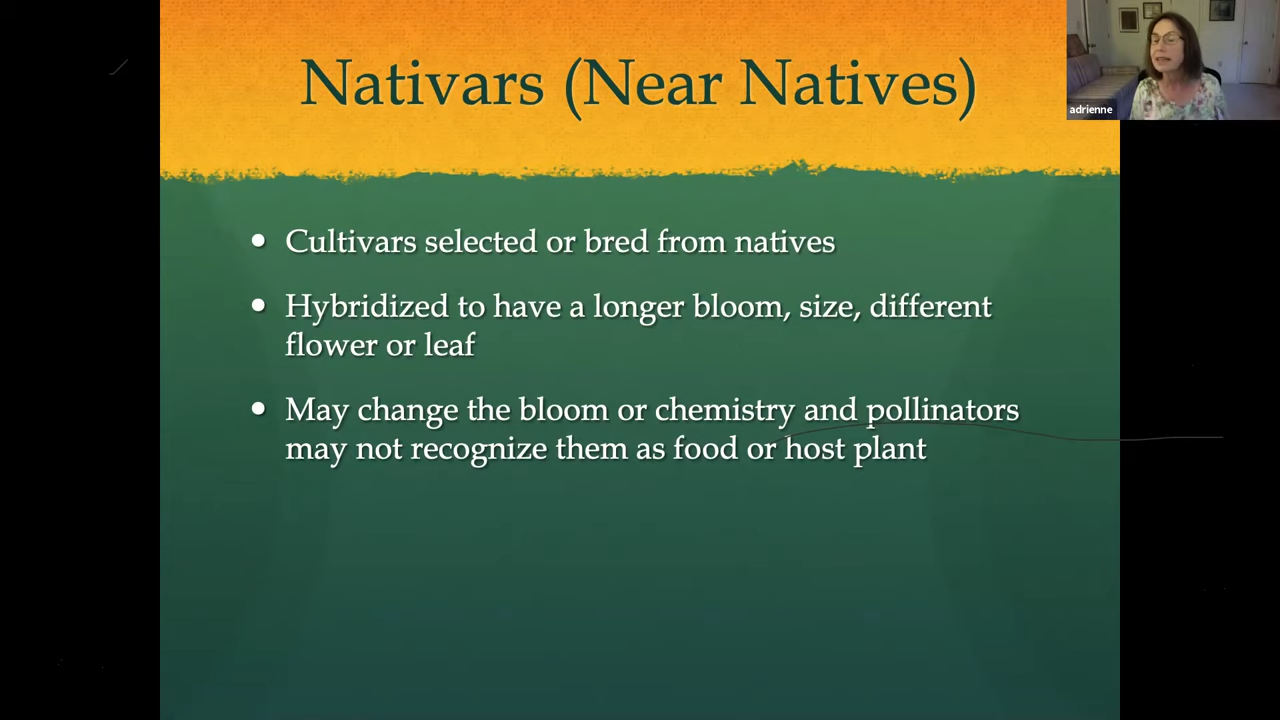 Nativars (Near Natives)
adrienne
• Cultivars selected or bred from natives
• Hybridized to have a longer bloom, size, different
flower or leaf
• May change the bloom or chemistry and pollinators
may not recognize them as food or host plant